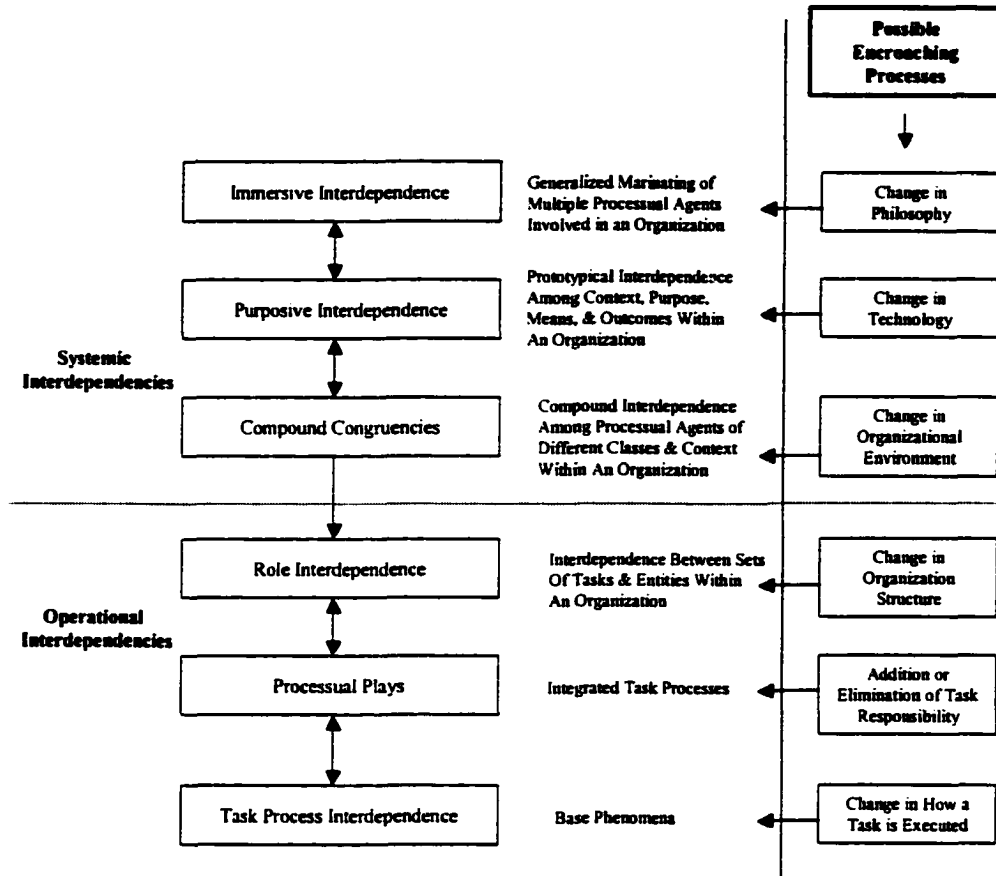 Possible
Encroaching
Processes
Immersive Interdependence
Generalized Marinating of
Multiple Processual Agents
Involved in an Organization
Change in
Philosophy
Purposive Interdependence
Prototypical Interdependence
Among Context, Purpose,
Means, & Outcomes Within
An Organization
Change in
Technology
Systemic
Interdependencies
Compound Congruencies
Compound Interdependence
Among Processual Agents of
Different Classes & Context
Within An Organization
Change in
Organizational
Environment
Role Interdependence
Interdependence Between Sets
Of Tasks & Entities Within
An Organization
Change in
Organization
Structure
Operational
Interdependencies
Processual Plays
Integrated Task Processes
Addition or
Elimination of Task
Responsibility
Task Process Interdependence
Base Phenomena
Change in How a
Task is Executed